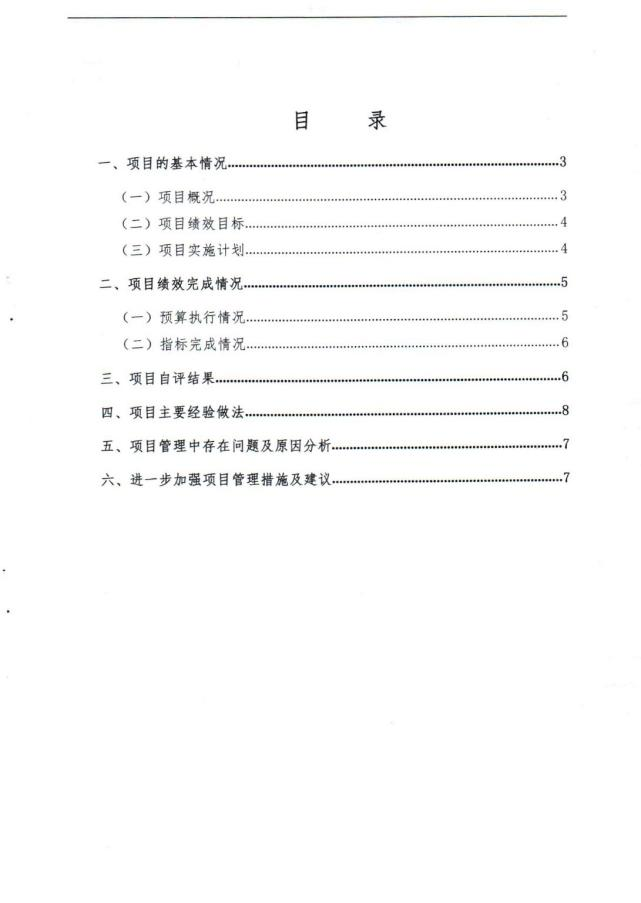 目 录
一、项目的基本情况........................3
（一）项目概况........................3
（二）项目绩效目标........................4
（三）项目实施计划........................4
二、项目绩效完成情况........................5
（一）预算执行情况........................5
（二）指标完成情况........................6
三、项目自评结果........................6
四、项目主要经验做法........................8
五、项目管理中存在问题及原因分析........................7
六、进一步加强项目管理措施及建议........................7